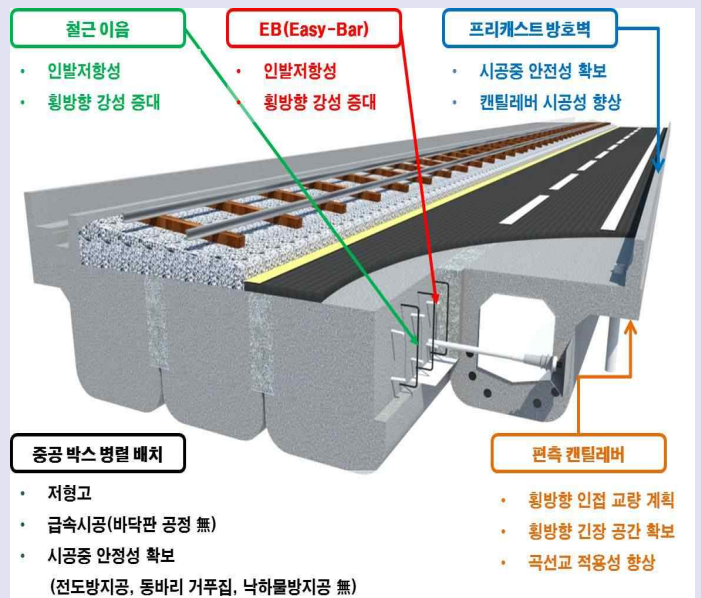 철근 이음
• 인발저항성
• 횡방향 강성 증대
EB(Easy-Bar)
• 인발저항성
• 횡방향 강성 증대
프리캐스트 방호벽
• 시공중 안전성 확보
• 캔틸레버 시공성 향상
중공 박스 병렬 배치
• 저형고
• 급속시공(바닥판 공정 無)
• 시공중 안정성 확보
(전도방지공, 동바리 거푸집, 낙하물방지공 無)
편측 캔틸레버
• 횡방향 인접 교량 계획
• 횡방향 긴장 공간 확보
• 곡선교 적용성 향상